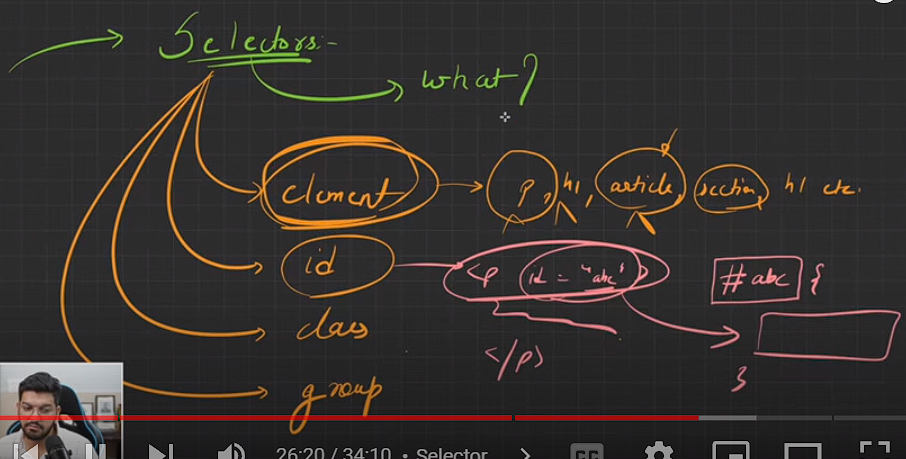 Selectors:-
what?
element p, h1, article, section, h1 etc.
id <p id = "abc"> #abc {
class
</p>
}
group
26:20 / 34:10 • Selector
CC